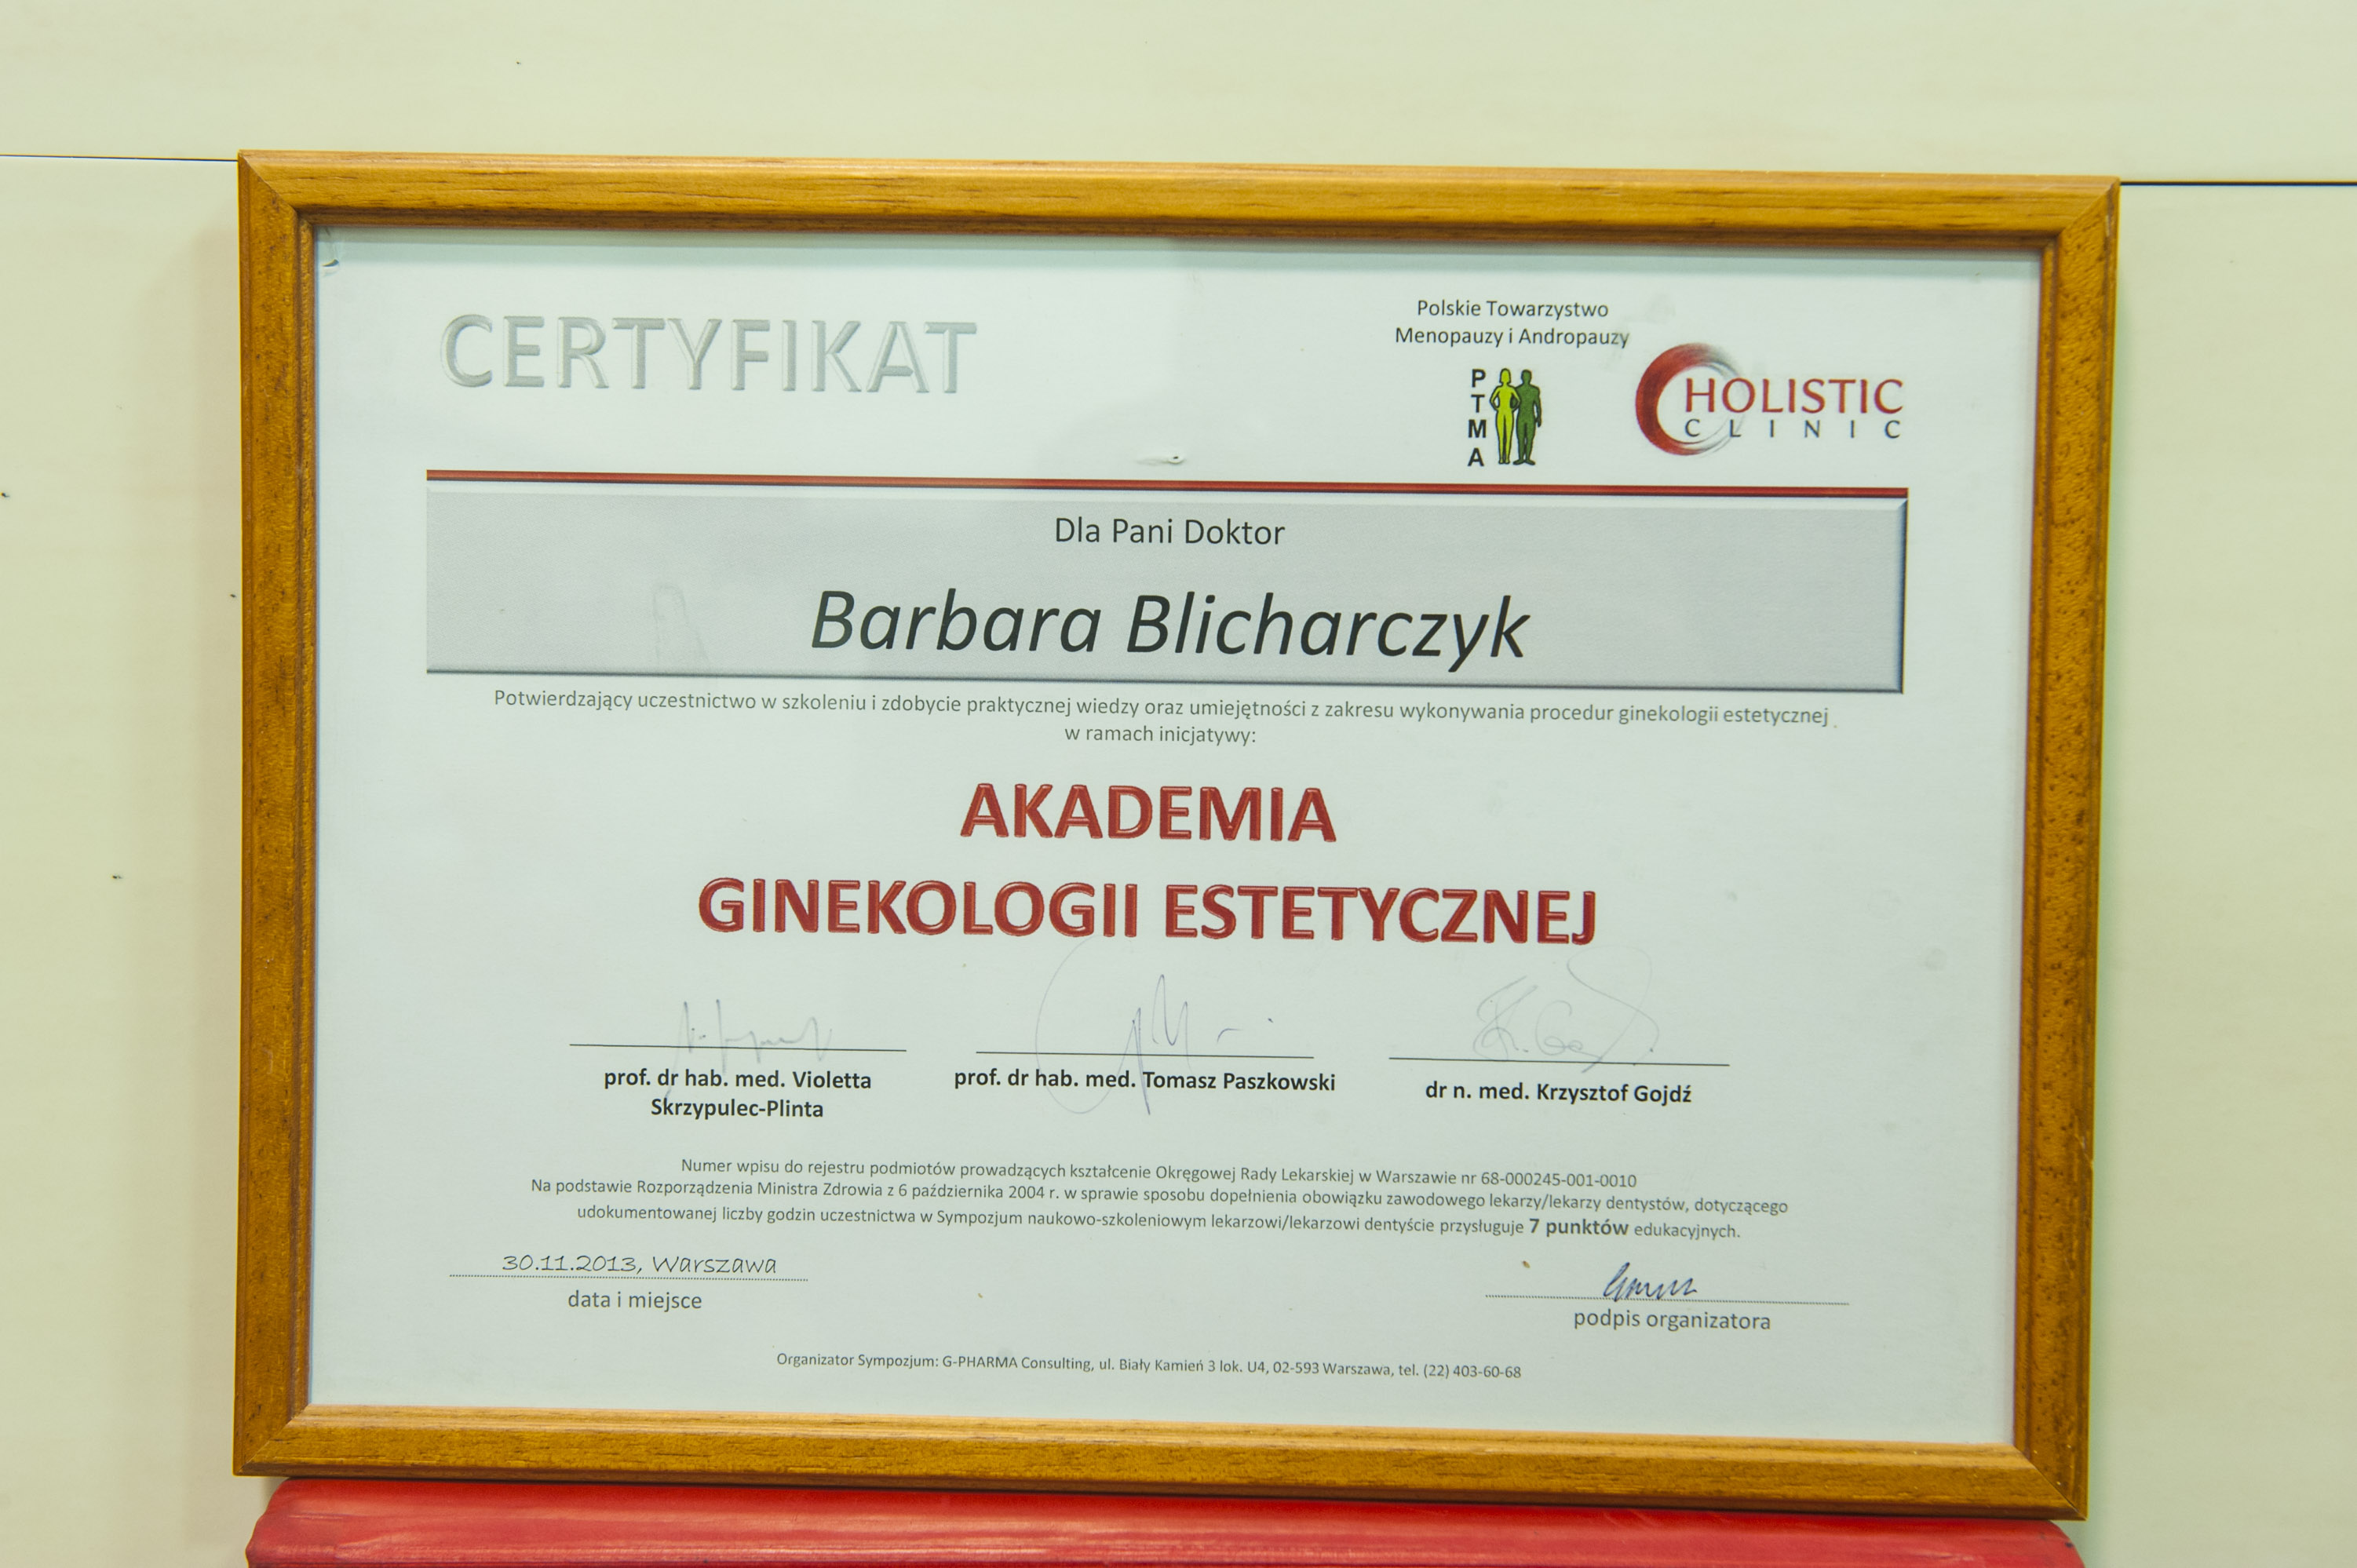 CERTYFIKAT
Polskie Towarzystwo
Menopauzy i Andropauzy
PTMA
HOLISTIC
CLINIC
Dla Pani Doktor
Barbara Blicharczyk
Potwierdzający uczestnictwo w szkoleniu i zdobycie praktycznej wiedzy oraz umiejętności z zakresu wykonywania procedur ginekologii estetycznej
w ramach inicjatywy:
AKADEMIA
GINEKOLOGII ESTETYCZNEJ
prof. dr hab. med. Violetta
Skrzypulec-Plinta
prof. dr hab. med. Tomasz Paszkowski
dr n. med. Krzysztof Gojdź
Numer wpisu do rejestru podmiotów prowadzących kształcenie Okręgowej Rady Lekarskiej w Warszawie nr 68-000245-001-0010
Na podstawie Rozporządzenia Ministra Zdrowia z 6 października 2004 r. w sprawie sposobu dopełnienia obowiązku zawodowego lekarzy/lekarzy dentystów, dotyczącego
udokumentowanej liczby godzin uczestnictwa w Sympozjum naukowo-szkoleniowym lekarzowi/lekarzowi dentyście przysługuje 7 punktów edukacyjnych.
30.11.2013, Warszawa
data i miejsce
podpis organizatora
Organizator Sympozjum: G-PHARMA Consulting, ul. Biały Kamień 3 lok. U4, 02-593 Warszawa, tel. (22) 403-60-68